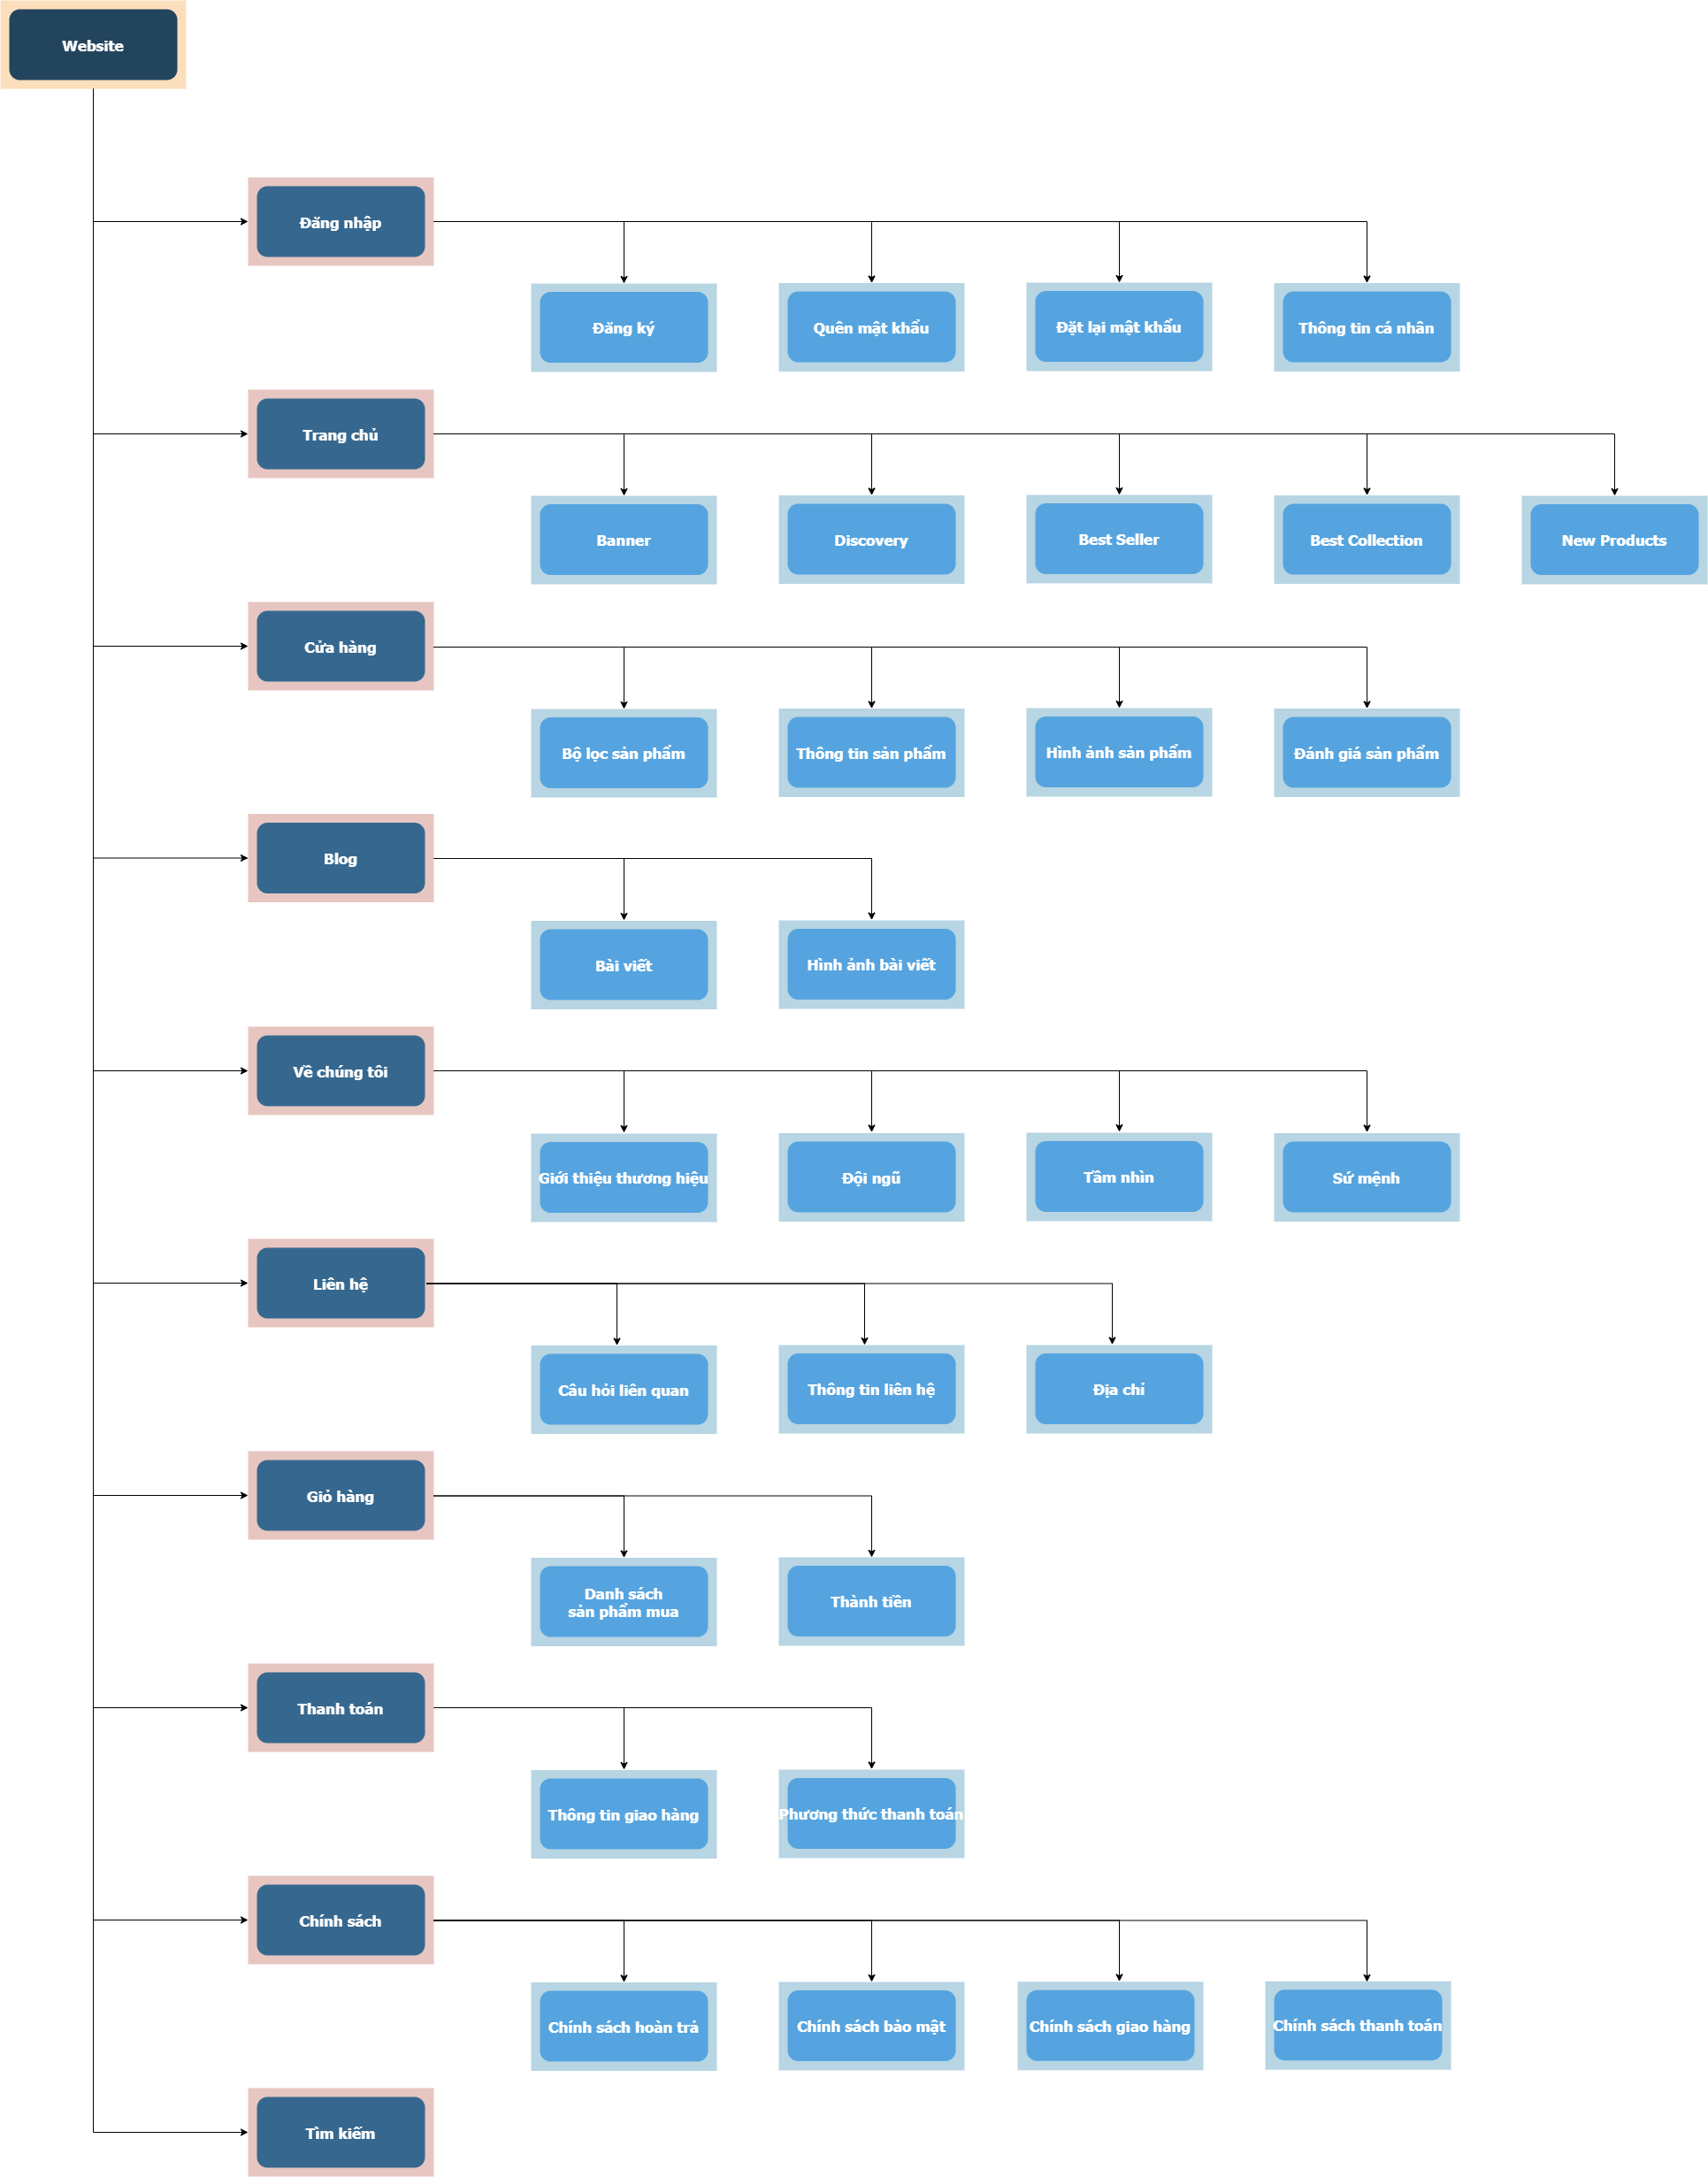 Website
Đăng nhập
Đăng ký
Quên mật khẩu
Đặt lại mật khẩu
Thông tin cá nhân
Trang chủ
Banner
Discovery
Best Seller
Best Collection
New Products
Cửa hàng
Bộ lọc sản phẩm
Thông tin sản phẩm
Hình ảnh sản phẩm
Đánh giá sản phẩm
Blog
Bài viết
Hình ảnh bài viết
Về chúng tôi
Giới thiệu thương hiệu
Đội ngũ
Tầm nhìn
Sứ mệnh
Liên hệ
Câu hỏi liên quan
Thông tin liên hệ
Địa chỉ
Giỏ hàng
Danh sách
sản phẩm mua
Thành tiền
Thanh toán
Thông tin giao hàng
Phương thức thanh toán
Chính sách
Chính sách hoàn trả
Chính sách bảo mật
Chính sách giao hàng
Chính sách thanh toán
Tìm kiếm